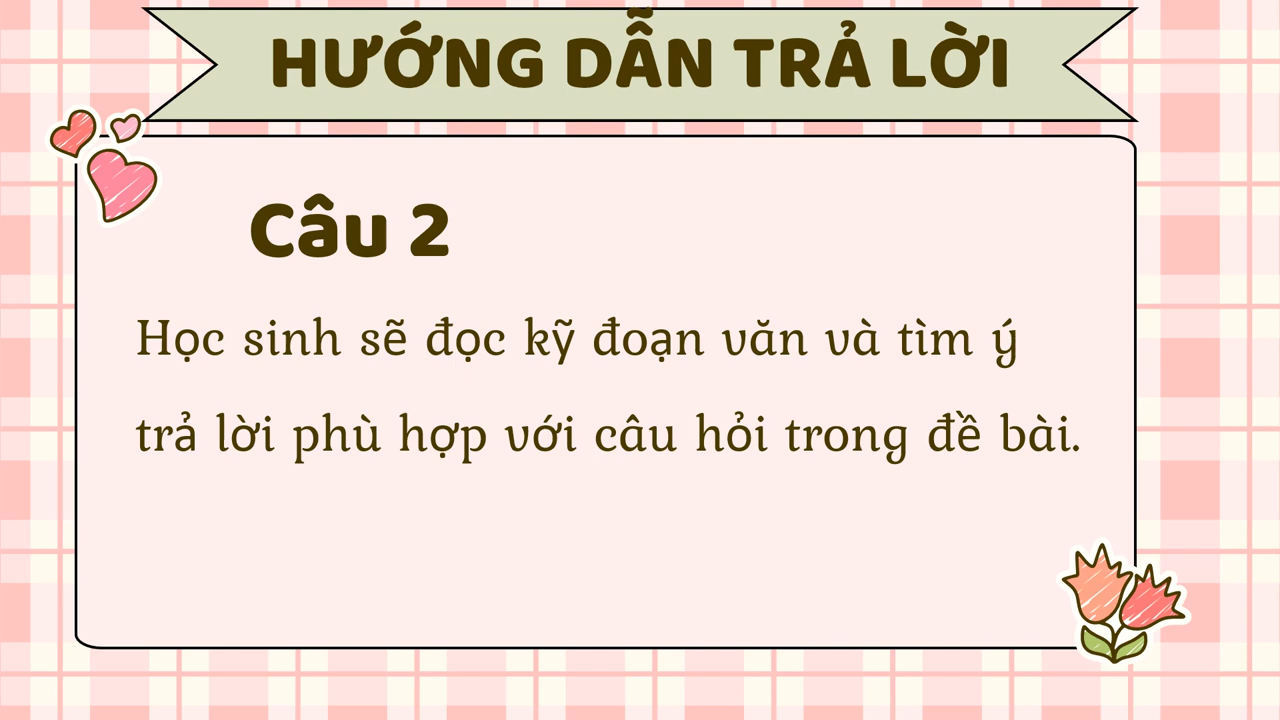 HƯỚNG DẪN TRẢ LỜI
Câu 2
Học sinh sẽ đọc kỹ đoạn văn và tìm ý
trả lời phù hợp với câu hỏi trong đề bài.